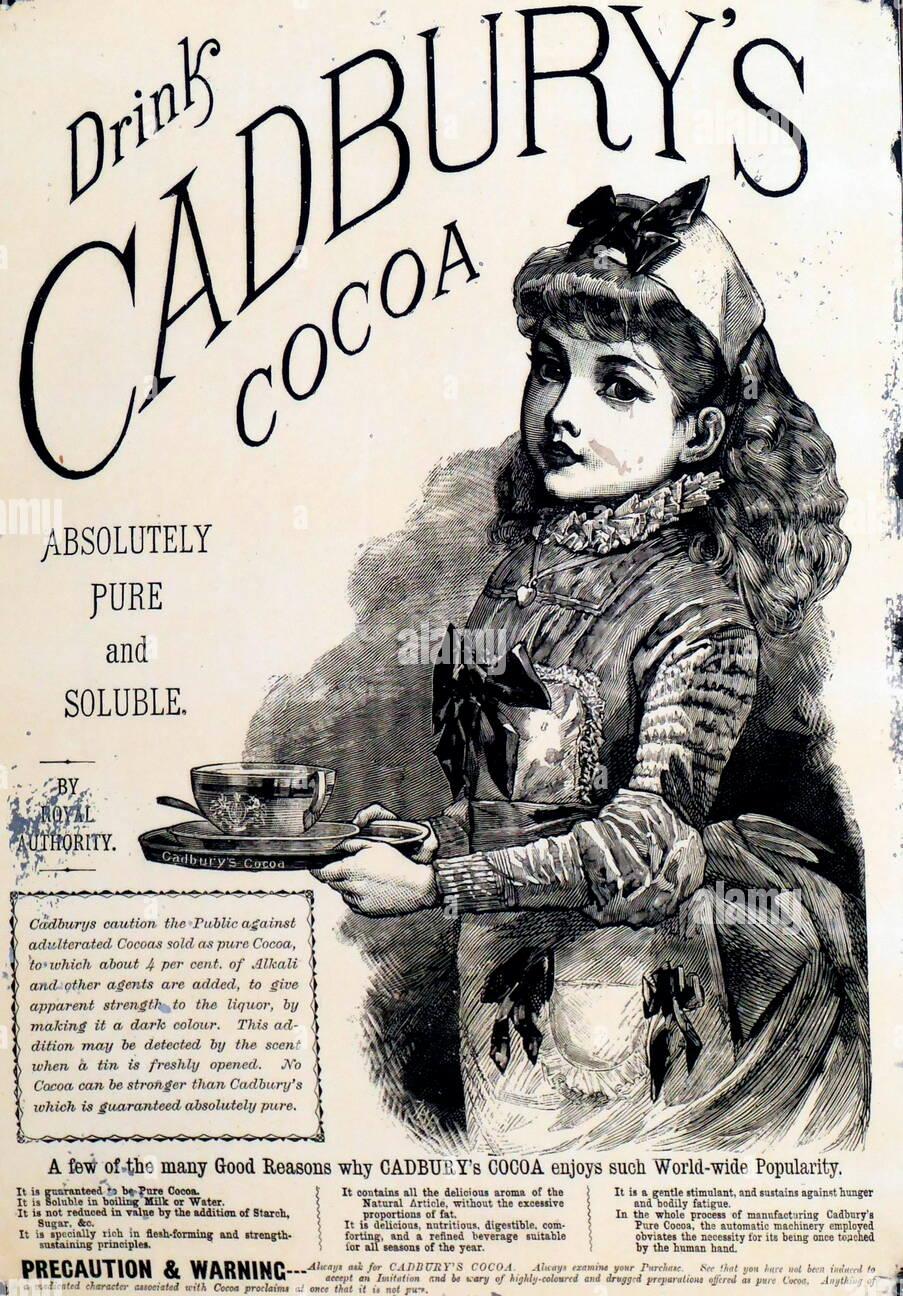 Drink
CADBURY'S
COCOA
ABSOLUTELY
PURE
and
SOLUBLE.
BY
ROYAL
AUTHORITY.
Cadbury's Cocoa
Cadburys caution the Public against
adulterated Cocoas sold as pure Cocoa,
to which about 4 per cent. of Alkali
and other agents are added, to give
apparent strength to the liquor, by
making it a dark colour. This ad-
dition may be detected by the scent
when a tin is freshly opened. No
Cocoa can be stronger than Cadbury's
which is guaranteed absolutely pure.
A few of the many Good Reasons why CADBURY's COCOA enjoys such World-wide Popularity.
It is guaranteed to be Pure Cocoa.
It is Soluble in boiling Milk or Water.
It is not reduced in value by the addition of Starch,
Sugar, &c.
It is specially rich in flesh-forming and strength-
sustaining principles.
It contains all the delicious aroma of the
Natural Article, without the excessive
proportions of fat.
It is delicious, nutritious, digestible, com-
forting, and a refined beverage suitable
for all seasons of the year.
It is a gentle stimulant, and sustains against hunger
and bodily fatigue.
In the whole process of manufacturing Cadbury's
Pure Cocoa, the automatic machinery employed
obviates the necessity for its being once touched
by the human hand.
PRECAUTION & WARNING---Always ask for CADBURY'S COCOA. Always examine your Purchase. See that you have not been induced to
accept an Imitation and be wary of highly-coloured and drugged preparations offered as pure Cocoa. Anything of
a medicated character associated with Cocoa proclaims at once that it is not pure.
alamy